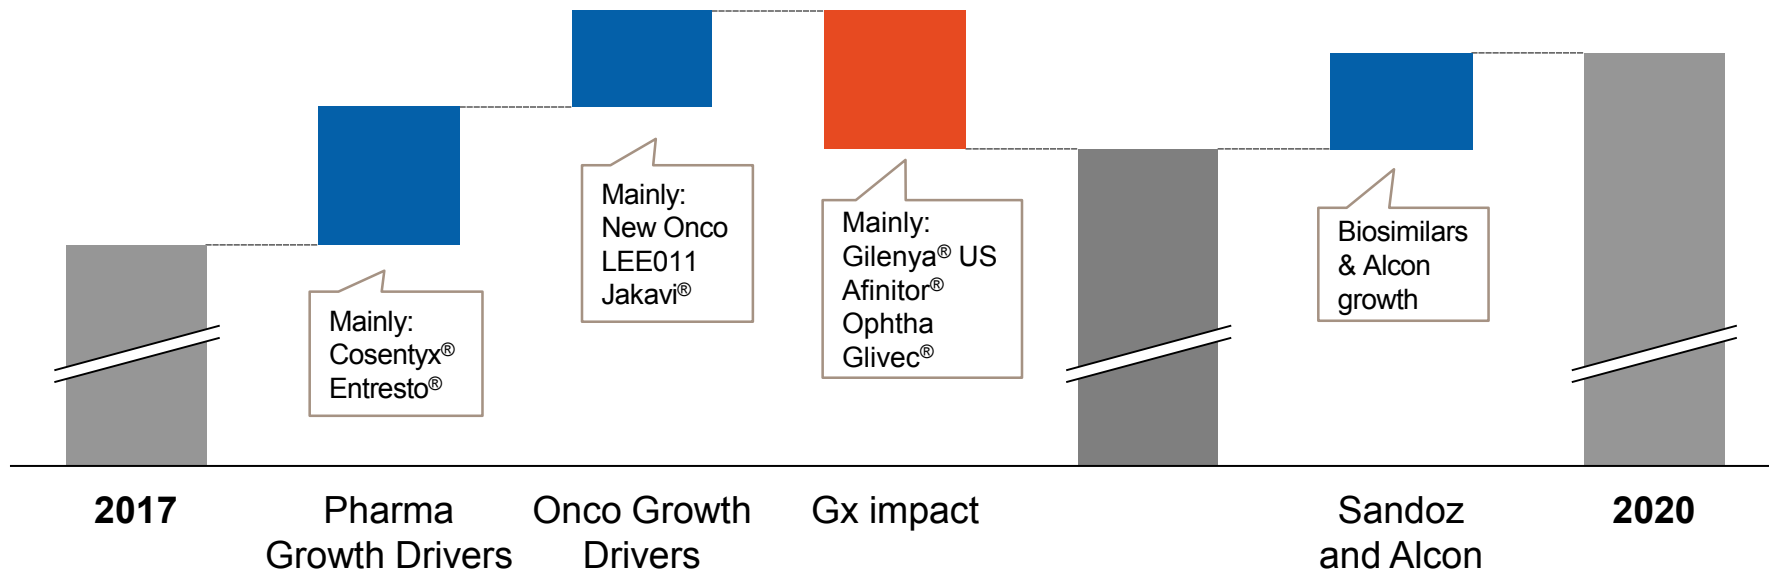 Mainly:
Cosentyx®
Entresto®
Mainly:
New Onco
LEE011
Jakavi®
Mainly:
Gilenya® US
Afinitor®
Ophtha
Glivec®
Biosimilars
& Alcon
growth
2017
Pharma
Growth Drivers
Onco Growth
Drivers
Gx impact
Sandoz
and Alcon
2020